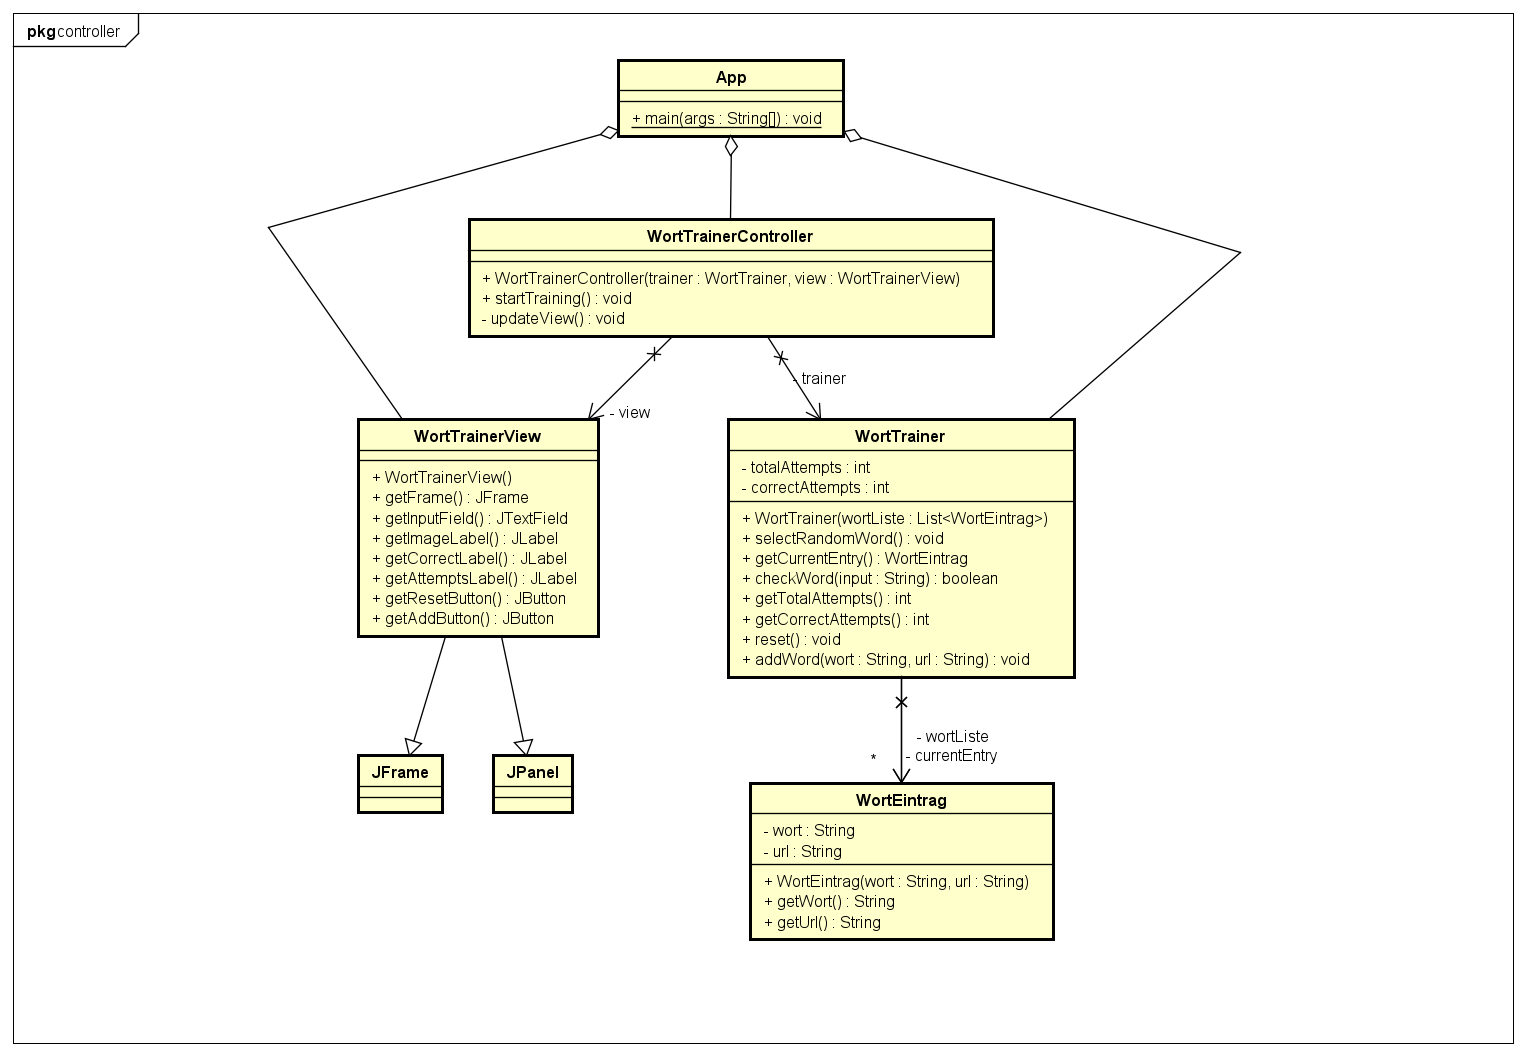 pkg controller
App
+ main(args : String[]) : void
WortTrainerController
+ WortTrainerController(trainer : WortTrainer, view : WortTrainerView)
+ startTraining() : void
- updateView() : void
- trainer
- view
WortTrainerView
+ WortTrainerView()
+ getFrame() : JFrame
+ getInputField() : JTextField
+ getImageLabel() : JLabel
+ getCorrectLabel() : JLabel
+ getAttemptsLabel() : JLabel
+ getResetButton() : JButton
+ getAddButton() : JButton
WortTrainer
- totalAttempts : int
- correctAttempts : int
+ WortTrainer(wortListe : List<WortEintrag>)
+ selectRandomWord() : void
+ getCurrentEntry() : WortEintrag
+ checkWord(input : String) : boolean
+ getTotalAttempts() : int
+ getCorrectAttempts() : int
+ reset() : void
+ addWord(wort : String, url : String) : void
- wortListe
* - currentEntry
JFrame
JPanel
WortEintrag
- wort : String
- url : String
+ WortEintrag(wort : String, url : String)
+ getWort() : String
+ getUrl() : String